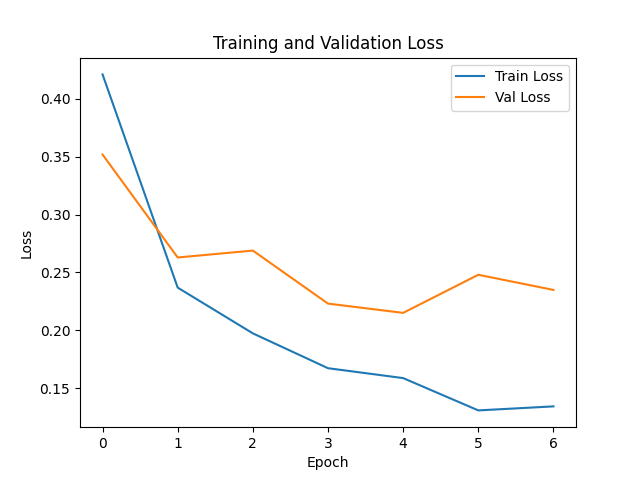 Training and Validation Loss
Train Loss
Val Loss
0.40
0.35
0.30
0.25
0.20
0.15
Loss
0 1 2 3 4 5 6
Epoch